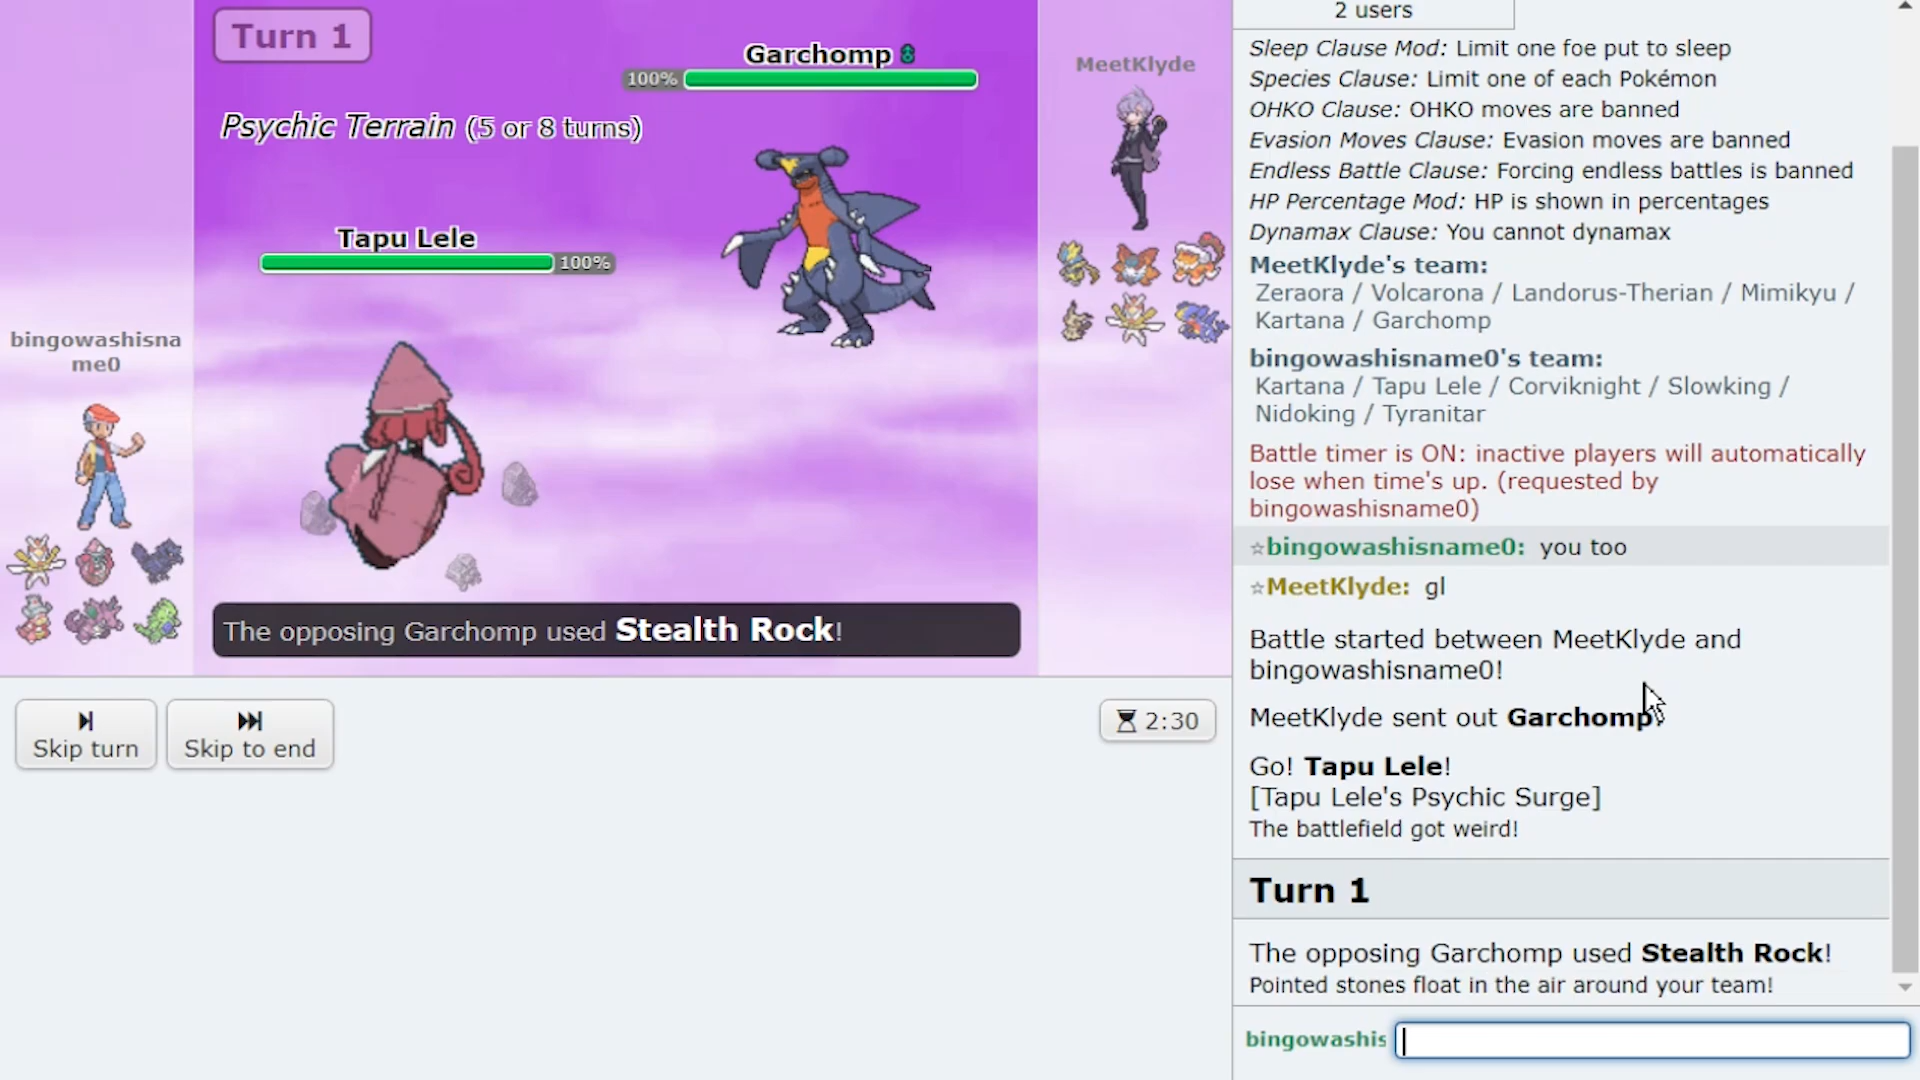 Turn 1
Garchomp
100%
Psychic Terrain (5 or 8 turns)
Tapu Lele
100%
The opposing Garchomp used Stealth Rock!
bingowashisna
me0
MeetKlyde
Skip turn
Skip to end
2:30
2 users
Sleep Clause Mod: Limit one foe put to sleep
Species Clause: Limit one of each Pokémon
OHKO Clause: OHKO moves are banned
Evasion Moves Clause: Evasion moves are banned
Endless Battle Clause: Forcing endless battles is banned
HP Percentage Mod: HP is shown in percentages
Dynamax Clause: You cannot dynamax
MeetKlyde's team:
Zeraora / Volcarona / Landorus-Therian / Mimikyu /
Kartana / Garchomp
bingowashisname0's team:
Kartana / Tapu Lele / Corviknight / Slowking /
Nidoking / Tyranitar
Battle timer is ON: inactive players will automatically
lose when time's up. (requested by
bingowashisname0)
☆bingowashisname0: you too
☆MeetKlyde: gl
Battle started between MeetKlyde and
bingowashisname0!
MeetKlyde sent out Garchomp!
Go! Tapu Lele!
[Tapu Lele's Psychic Surge]
The battlefield got weird!
Turn 1
The opposing Garchomp used Stealth Rock!
Pointed stones float in the air around your team!
bingowashis